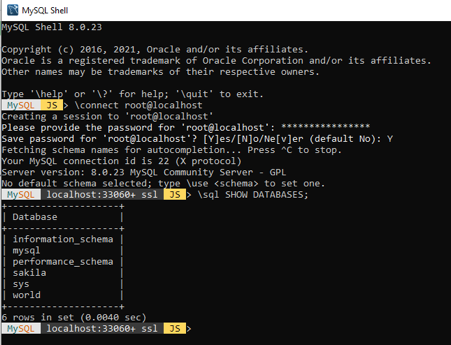 MySQL Shell
MySQL Shell 8.0.23
Copyright (c) 2016, 2021, Oracle and/or its affiliates.
Oracle is a registered trademark of Oracle Corporation and/or its affiliates.
Other names may be trademarks of their respective owners.
Type '\help' or '\?' for help; '\quit' to exit.
MySQL JS > \connect root@localhost
Creating a session to 'root@localhost'
Please provide the password for 'root@localhost': ***************
Save password for 'root@localhost'? [Y]es/[N]o/Ne[v]er (default No): Y
Fetching schema names for autocompletion... Press ^C to stop.
Your MySQL connection id is 22 (X protocol)
Server version: 8.0.23 MySQL Community Server - GPL
No default schema selected; type \use <schema> to set one.
MySQL localhost:33060+ ssl JS > \sql SHOW DATABASES;
+--------------------+
| Database           |
+--------------------+
| information_schema |
| mysql              |
| performance_schema |
| sakila             |
| sys                |
| world              |
+--------------------+
6 rows in set (0.0040 sec)
MySQL localhost:33060+ ssl JS >